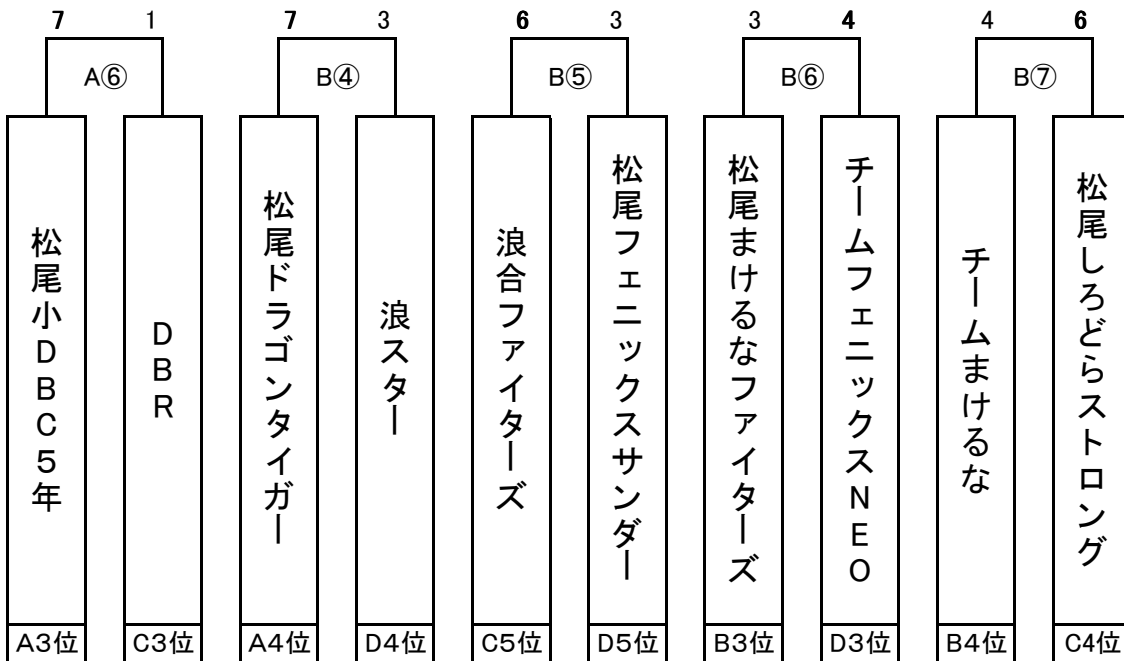 7 1 7 3 6 3 3 4 4 6
A⑥ B④ B⑤ B⑥ B⑦
松尾小DBC5年
DBR
松尾ドラゴンタイガー
浪スター
浪合ファイターズ
松尾フェニックスサンダー
松尾まけるなファイターズ
チームフェニックスNEO
チームまけるな
松尾しろどらストロング
A3位 C3位 A4位 D4位 C5位 D5位 B3位 D3位 B4位 C4位